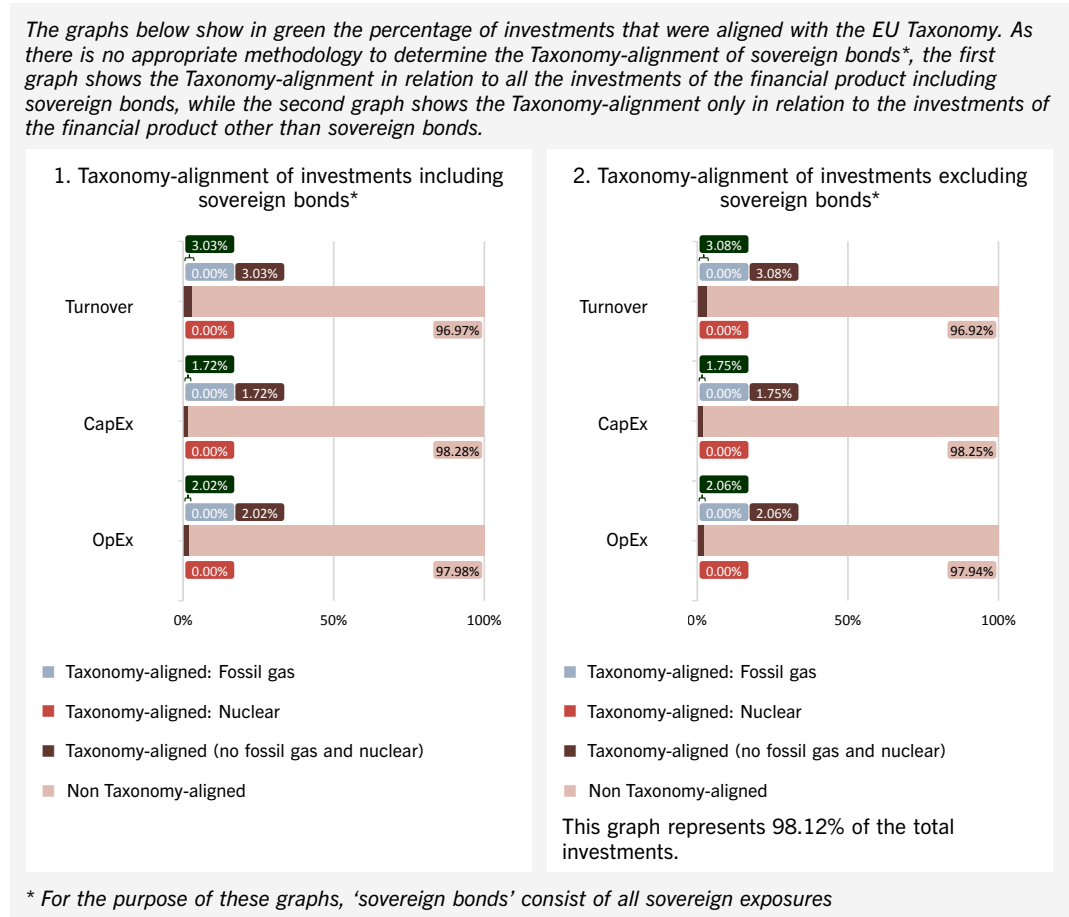 The graphs below show in green the percentage of investments that were aligned with the EU Taxonomy. As
there is no appropriate methodology to determine the Taxonomy-alignment of sovereign bonds*, the first
graph shows the Taxonomy-alignment in relation to all the investments of the financial product including
sovereign bonds, while the second graph shows the Taxonomy-alignment only in relation to the investments of
the financial product other than sovereign bonds.
1. Taxonomy-alignment of investments including
sovereign bonds*
3.03%
0.00% 3.03%
Turnover
0.00% 96.97%
1.72%
0.00% 1.72%
CapEx
0.00% 98.28%
2.02%
0.00% 2.02%
OpEx
0.00% 97.98%
0% 50% 100%
Taxonomy-aligned: Fossil gas
Taxonomy-aligned: Nuclear
Taxonomy-aligned (no fossil gas and nuclear)
Non Taxonomy-aligned
2. Taxonomy-alignment of investments excluding
sovereign bonds*
3.08%
0.00% 3.08%
Turnover
0.00% 96.92%
1.75%
0.00% 1.75%
CapEx
0.00% 98.25%
2.06%
0.00% 2.06%
OpEx
0.00% 97.94%
0% 50% 100%
Taxonomy-aligned: Fossil gas
Taxonomy-aligned: Nuclear
Taxonomy-aligned (no fossil gas and nuclear)
Non Taxonomy-aligned
This graph represents 98.12% of the total
investments.
* For the purpose of these graphs, ‘sovereign bonds’ consist of all sovereign exposures